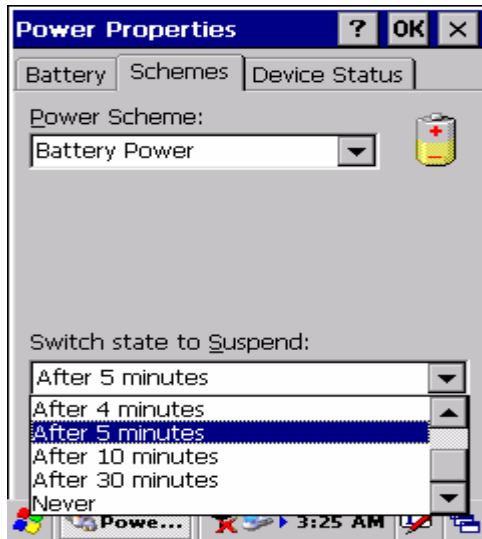 Power Properties ? OK ×
Battery Schemes Device Status
Power Scheme:
Battery Power
Switch state to Suspend:
After 5 minutes
After 4 minutes
After 5 minutes
After 10 minutes
After 30 minutes
Never
Powe... 3:25 AM